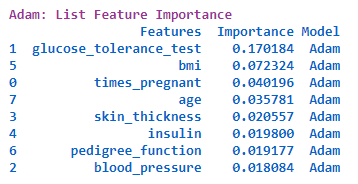 Adam: List Feature Importance
Features Importance Model
1 glucose_tolerance_test 0.170184 Adam
5 bmi 0.072324 Adam
0 times_pregnant 0.040196 Adam
7 age 0.035781 Adam
3 skin_thickness 0.020557 Adam
4 insulin 0.019800 Adam
6 pedigree_function 0.019177 Adam
2 blood_pressure 0.018084 Adam